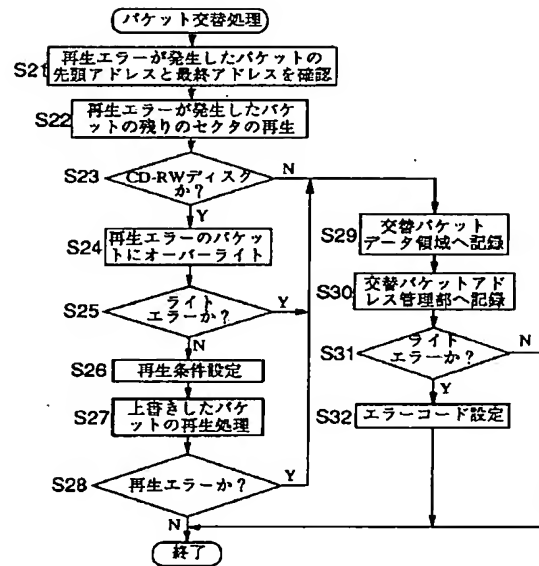 パケット交替処理
S21
再生エラーが発生したパケットの
先頭アドレスと最終アドレスを確認
S22
再生エラーが発生したパケ
ットの残りのセクタの再生
S23
CD-RWディスク
か？
N
Y
S24
再生エラーのパケット
にオーバーライト
S25
ライト
エラーか？
Y
N
S26
再生条件設定
S27
上書きしたパケ
ットの再生処理
S28
再生エラーか？
Y
N
終了
S29
交替パケット
データ領域へ記録
S30
交替パケットアド
レス管理部へ記録
S31
ライト
エラーか？
N
Y
S32
エラーコード設定